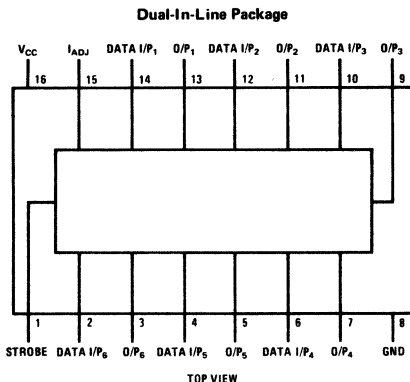 Dual-In-Line Package
V_CC I_ADJ DATA I/P₁ O/P₁ DATA I/P₂ O/P₂ DATA I/P₃ O/P₃
16 15 14 13 12 11 10 9
1 2 3 4 5 6 7 8
STROBE DATA I/P₆ O/P₆ DATA I/P₅ O/P₅ DATA I/P₄ O/P₄ GND
TOP VIEW